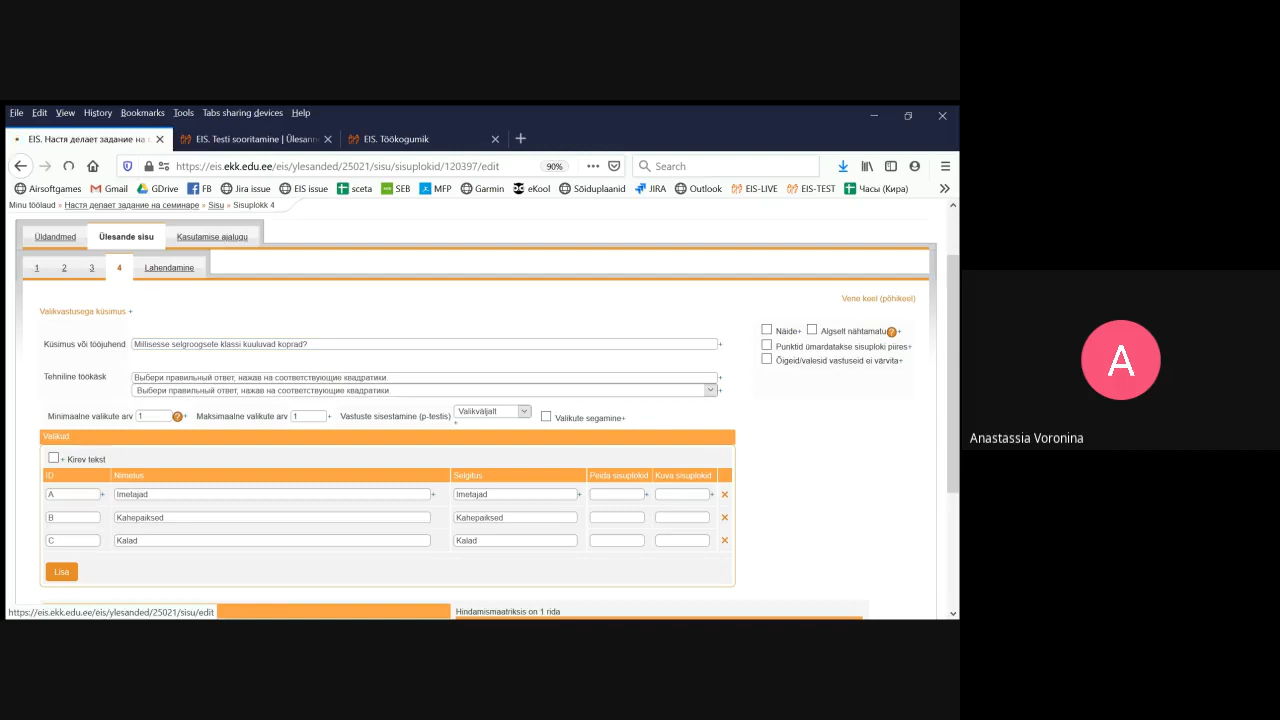 File Edit View History Bookmarks Tools Tabs sharing devices Help
EIS. Настя делает задание на с EIS. Testi sooritamine | Ülesann EIS. Töökogumik
https://eis.ekk.edu.ee/eis/ylesanded/25021/sisu/sisuplokid/120397/edit 90% Search
Airsoftgames Gmail GDrive FB Jira issue EIS issue sceta SEB MFP Garmin eKool Sõiduplaanid JIRA Outlook EIS-LIVE EIS-TEST Часы (Кира)
Minu töölaud » Настя делает задание на семинаре » Sisu » Sisuplokk 4
Üldandmed Ülesande sisu Kasutamise ajalugu
1 2 3 4 Lahendamine
Vene keel (põhikeel)
Valikvastusega küsimus +
Näide+ Algselt nähtamatu ? +
Küsimus või tööjuhend Millisesse selgroogsete klassi kuuluvad koprad? +
Punktid ümardatakse sisuploki piires+
Õigeid/valesid vastuseid ei värvita+
Tehniline töökäsk Выбери правильный ответ, нажав на соответствующие квадратики +
Выбери правильный ответ, нажав на соответствующие квадратики +
Minimaalne valikute arv 1 ? + Maksimaalne valikute arv 1 + Vastuste sisestamine (p-testis) Valikväljalt + Valikute segamine+
Valikud
+ Kirev tekst
ID Nimetus Selgitus Peida sisuplokid Kuva sisuplokid
A + Imetajad + Imetajad + + +
B Kahepaiksed Kahepaiksed
C Kalad Kalad
Lisa
https://eis.ekk.edu.ee/eis/ylesanded/25021/sisu/edit Hindamismaatriksis on 1 rida
A
Anastassia Voronina